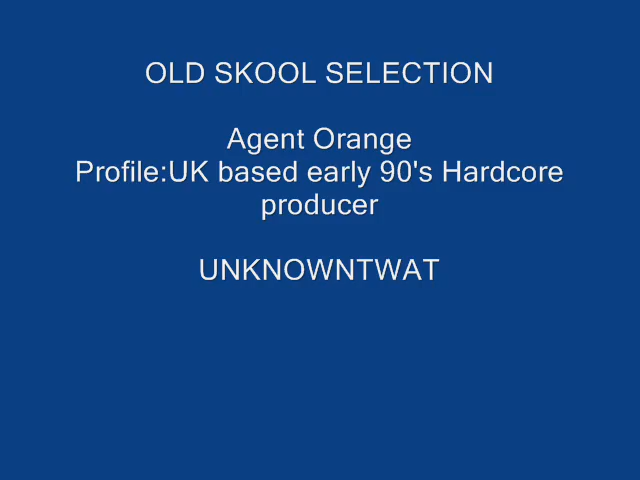 OLD SKOOL SELECTION
Agent Orange
Profile:UK based early 90's Hardcore
producer
UNKNOWNTWAT